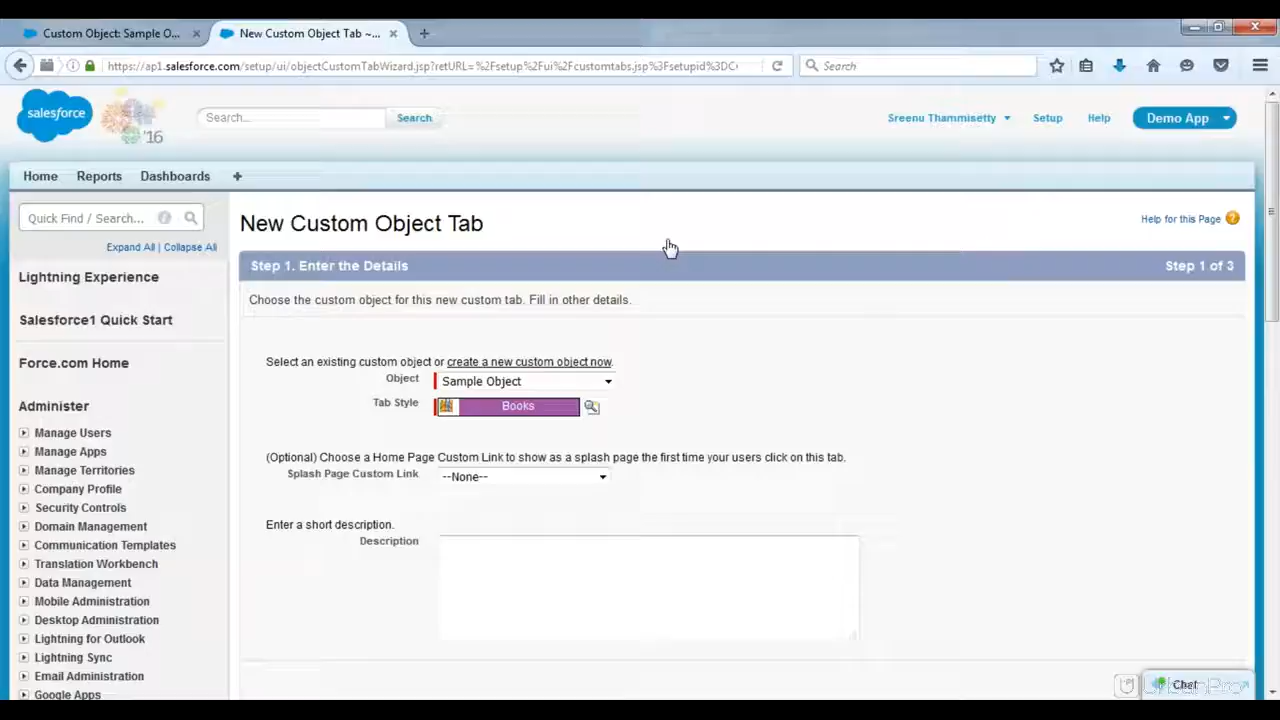 Custom Object: Sample O...
New Custom Object Tab ~...
https://ap1.salesforce.com/setup/ui/objectCustomTabWizard.jsp?retURL=%2Fsetup%2Fui%2Fcustomtabs.jsp%3Fsetupid%3DC
Search
salesforce
'16
Search...
Search
Sreenu Thammisetty
Setup
Help
Demo App
Home
Reports
Dashboards
Quick Find / Search...
Expand All | Collapse All
New Custom Object Tab
Help for this Page
Step 1. Enter the Details
Step 1 of 3
Choose the custom object for this new custom tab. Fill in other details.
Select an existing custom object or create a new custom object now.
Object
Sample Object
Tab Style
Books
(Optional) Choose a Home Page Custom Link to show as a splash page the first time your users click on this tab.
Splash Page Custom Link
--None--
Enter a short description.
Description
Lightning Experience
Salesforce1 Quick Start
Force.com Home
Administer
Manage Users
Manage Apps
Manage Territories
Company Profile
Security Controls
Domain Management
Communication Templates
Translation Workbench
Data Management
Mobile Administration
Desktop Administration
Lightning for Outlook
Lightning Sync
Email Administration
Google Apps
Chat
UrbanPro